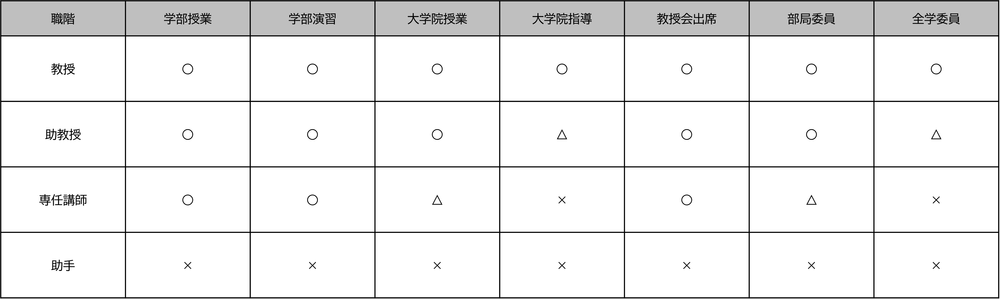 職階 学部授業 学部演習 大学院授業 大学院指導 教授会出席 部局委員 全学委員
教授 ○ ○ ○ ○ ○ ○ ○
助教授 ○ ○ ○ △ ○ ○ △
専任講師 ○ ○ △ × ○ △ ×
助手 × × × × × × ×